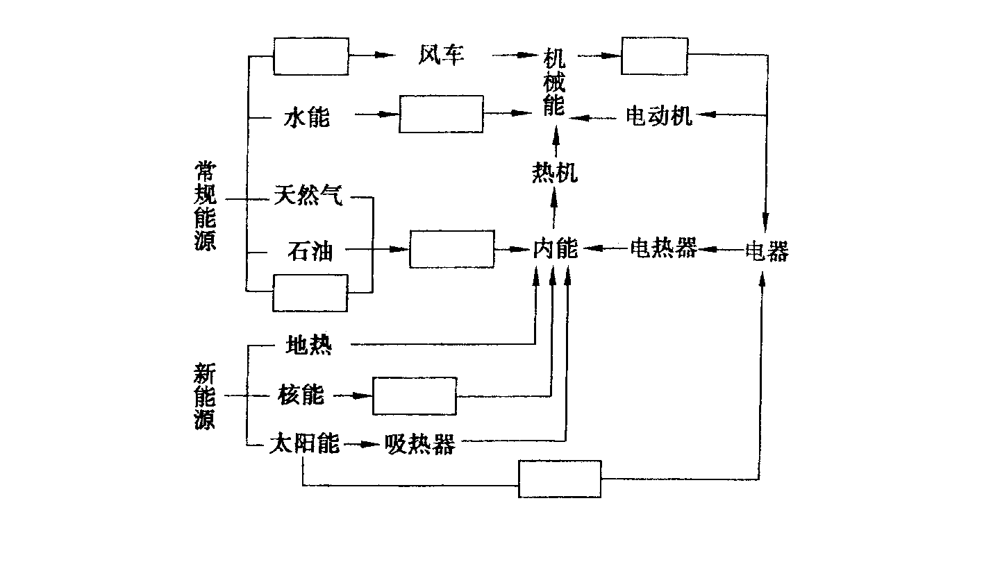 风车
机械能
水能
电动机
常规能源
热机
天然气
石油
内能
电热器
电器
地热
新能源
核能
太阳能
吸热器